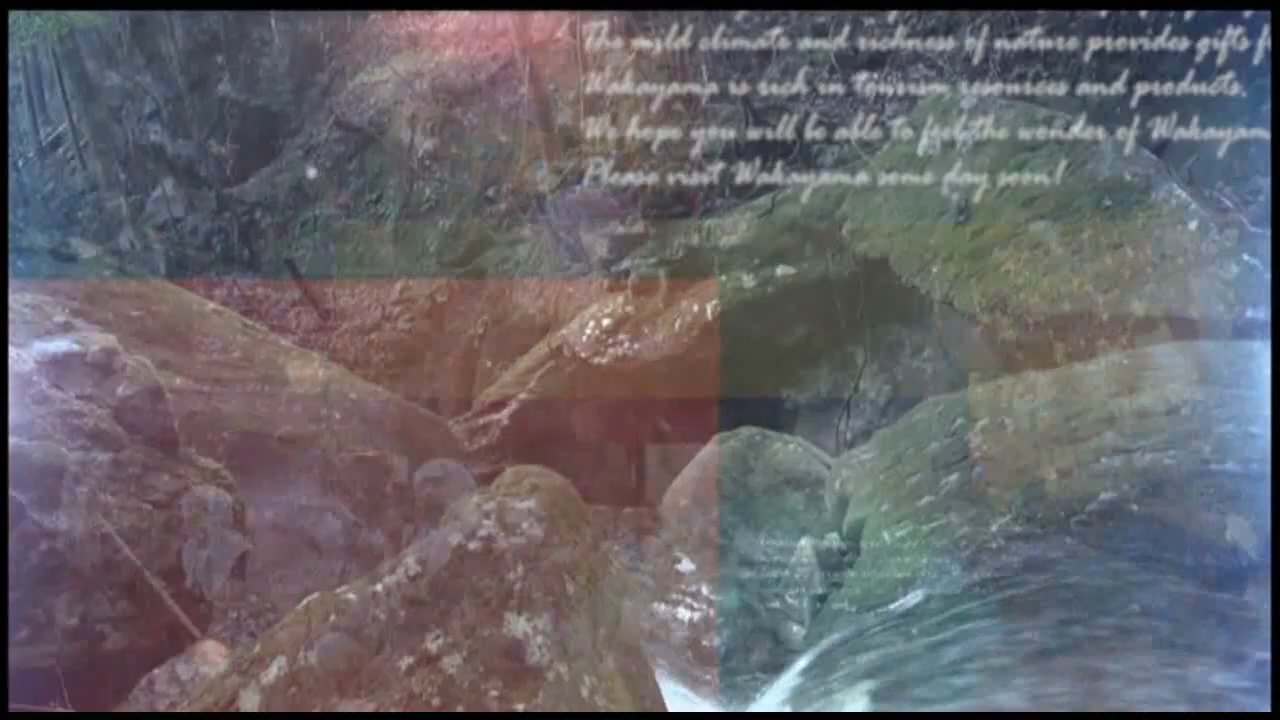 The mild climate and richness of nature provides gifts f
Wakayama is rich in tourism resources and products.
We hope you will be able to feel the wonder of Wakayam
Please visit Wakayama some day soon!